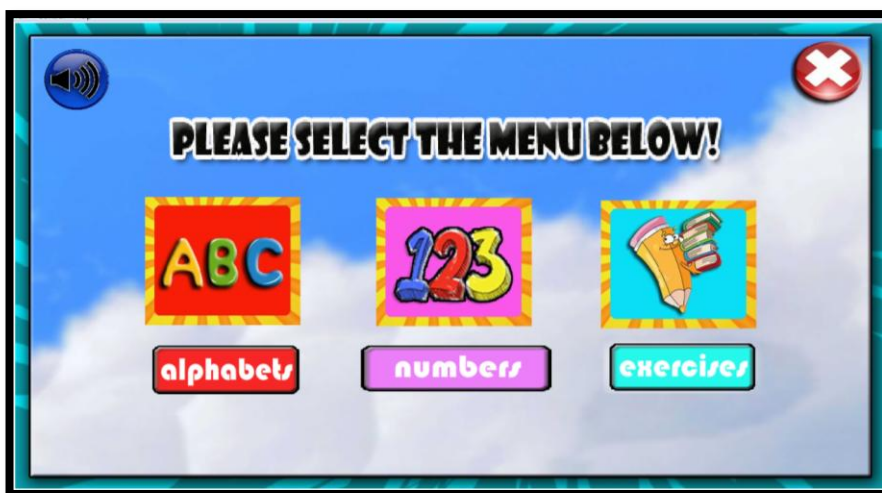 PLEASE SELECT THE MENU BELOW!
ABC
123
alphabets
numbers
exercises